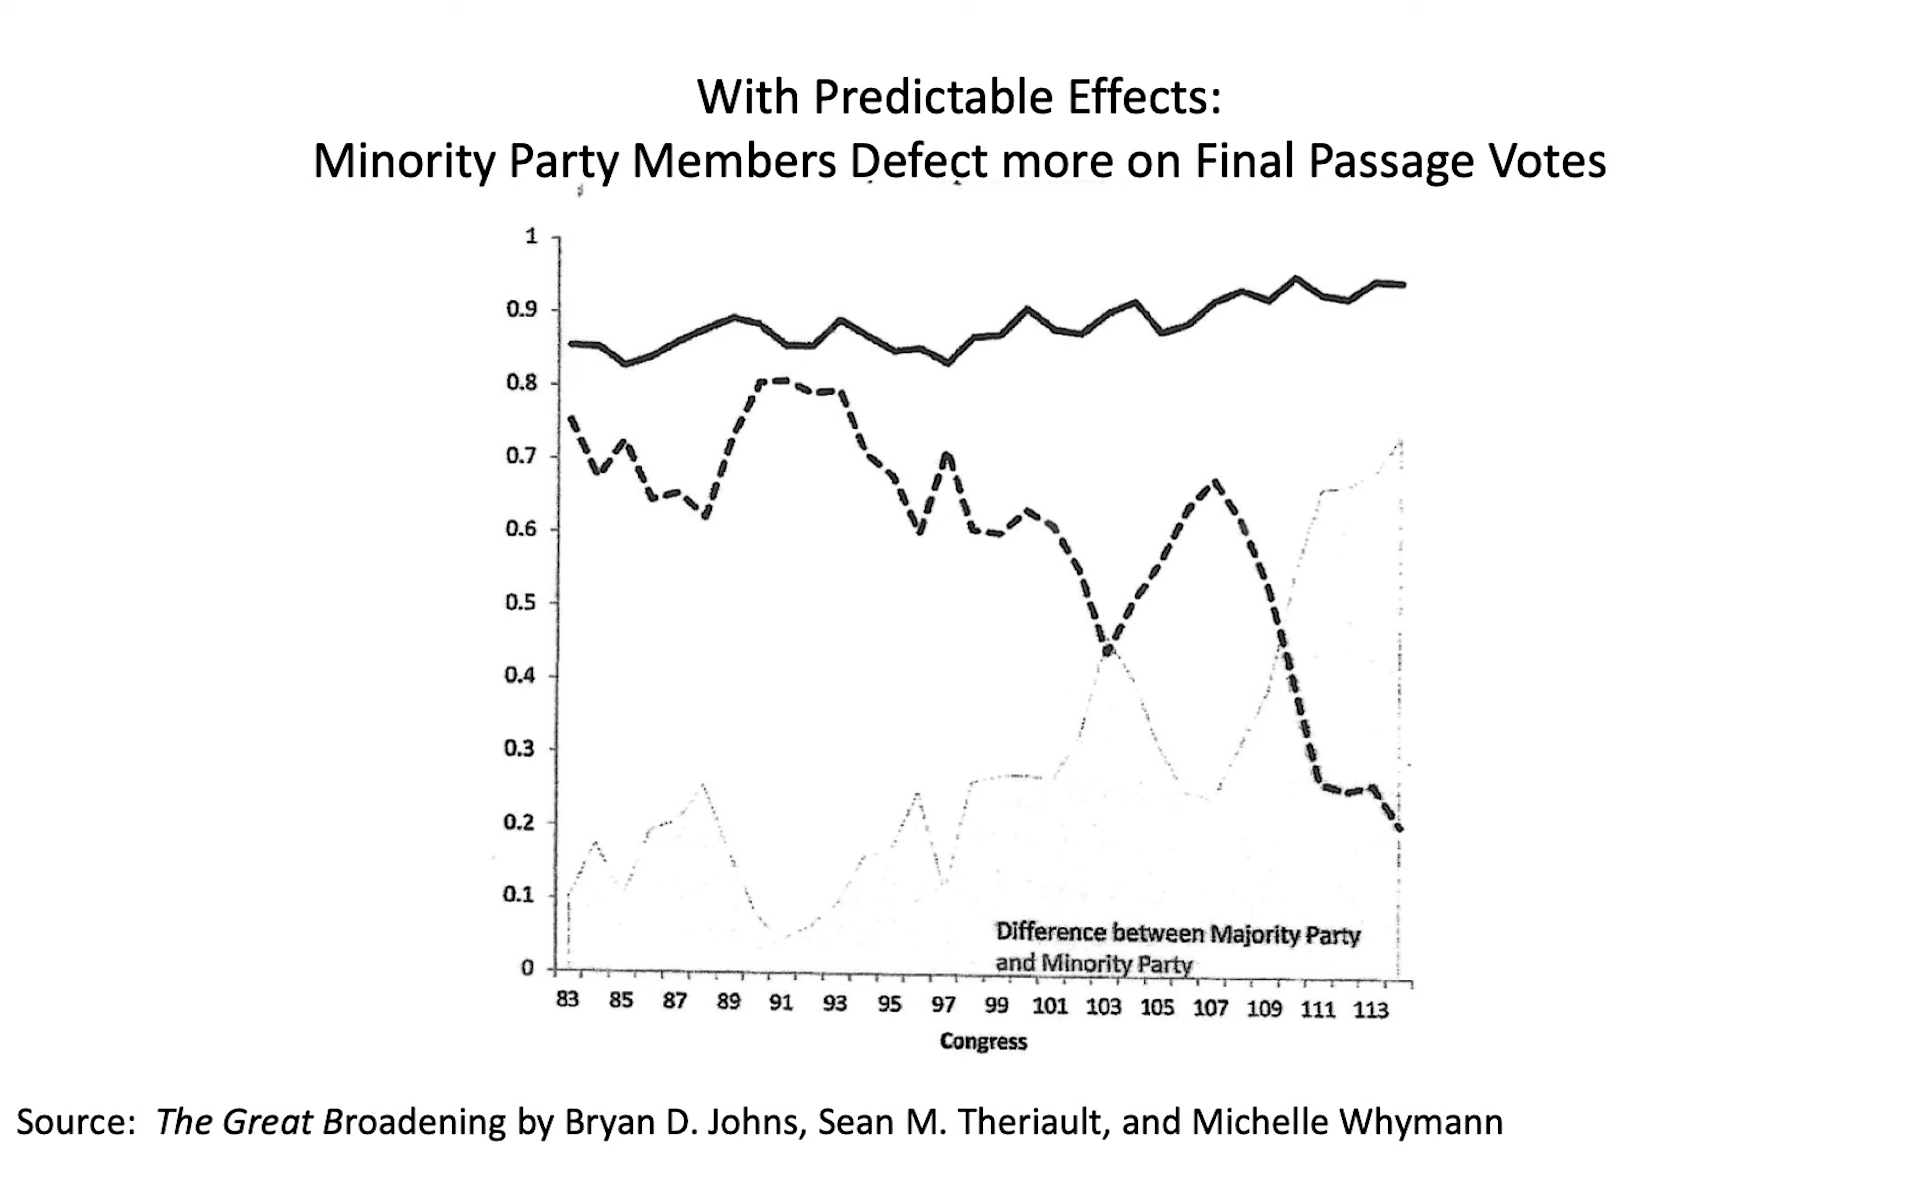 With Predictable Effects:
Minority Party Members Defect more on Final Passage Votes
1
0.9
0.8
0.7
0.6
0.5
0.4
0.3
0.2
0.1
0
Difference between Majority Party
and Minority Party
83 85 87 89 91 93 95 97 99 101 103 105 107 109 111 113
Congress
Source: The Great Broadening by Bryan D. Johns, Sean M. Theriault, and Michelle Whymann